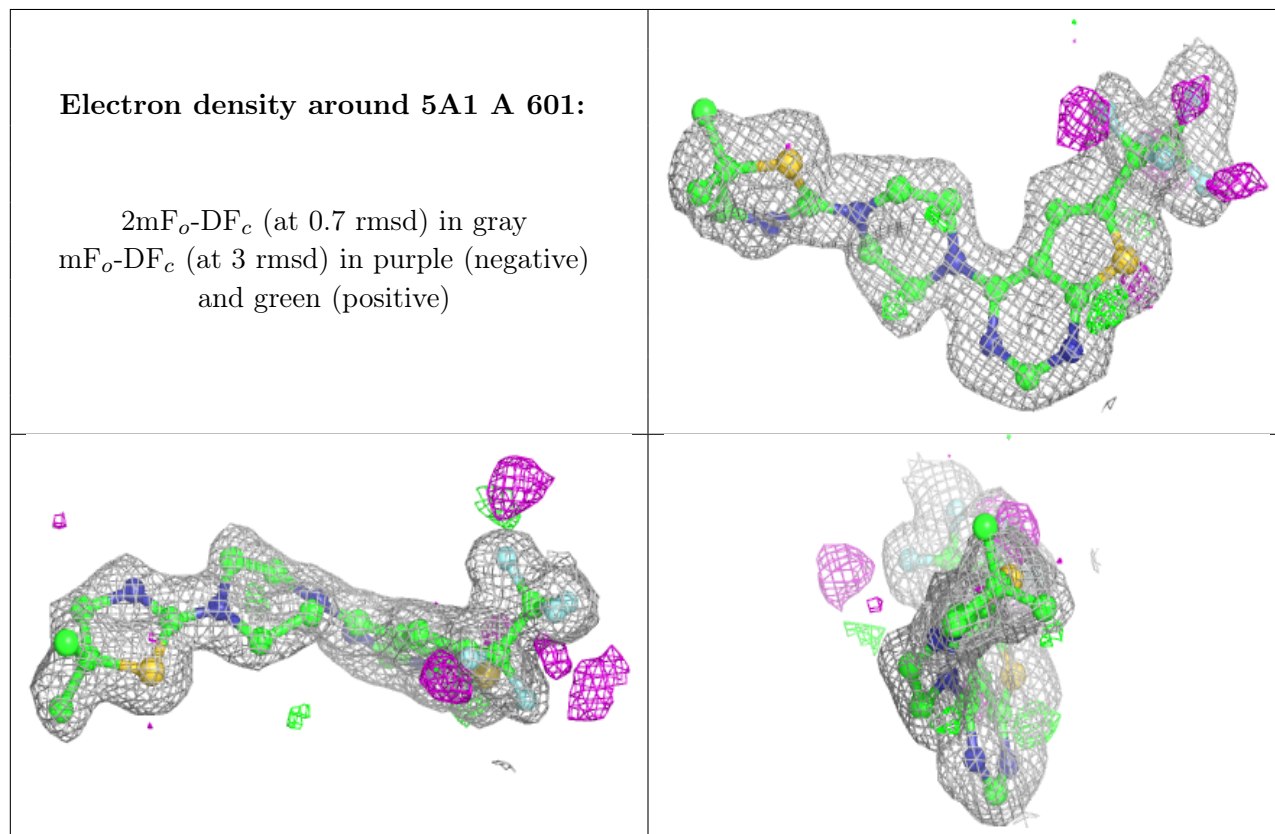 Electron density around 5A1 A 601:
2mFo-DFc (at 0.7 rmsd) in gray
mFo-DFc (at 3 rmsd) in purple (negative)
and green (positive)